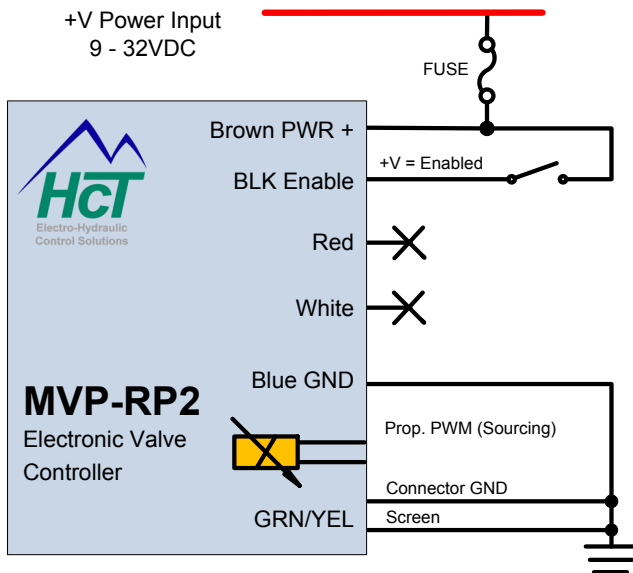 +V Power Input
9 - 32VDC
FUSE
Brown PWR +
+V = Enabled
BLK Enable
HCT
Electro-Hydraulic
Control Solutions
Red
White
Blue GND
MVP-RP2
Electronic Valve
Controller
Prop. PWM (Sourcing)
Connector GND
GRN/YEL
Screen